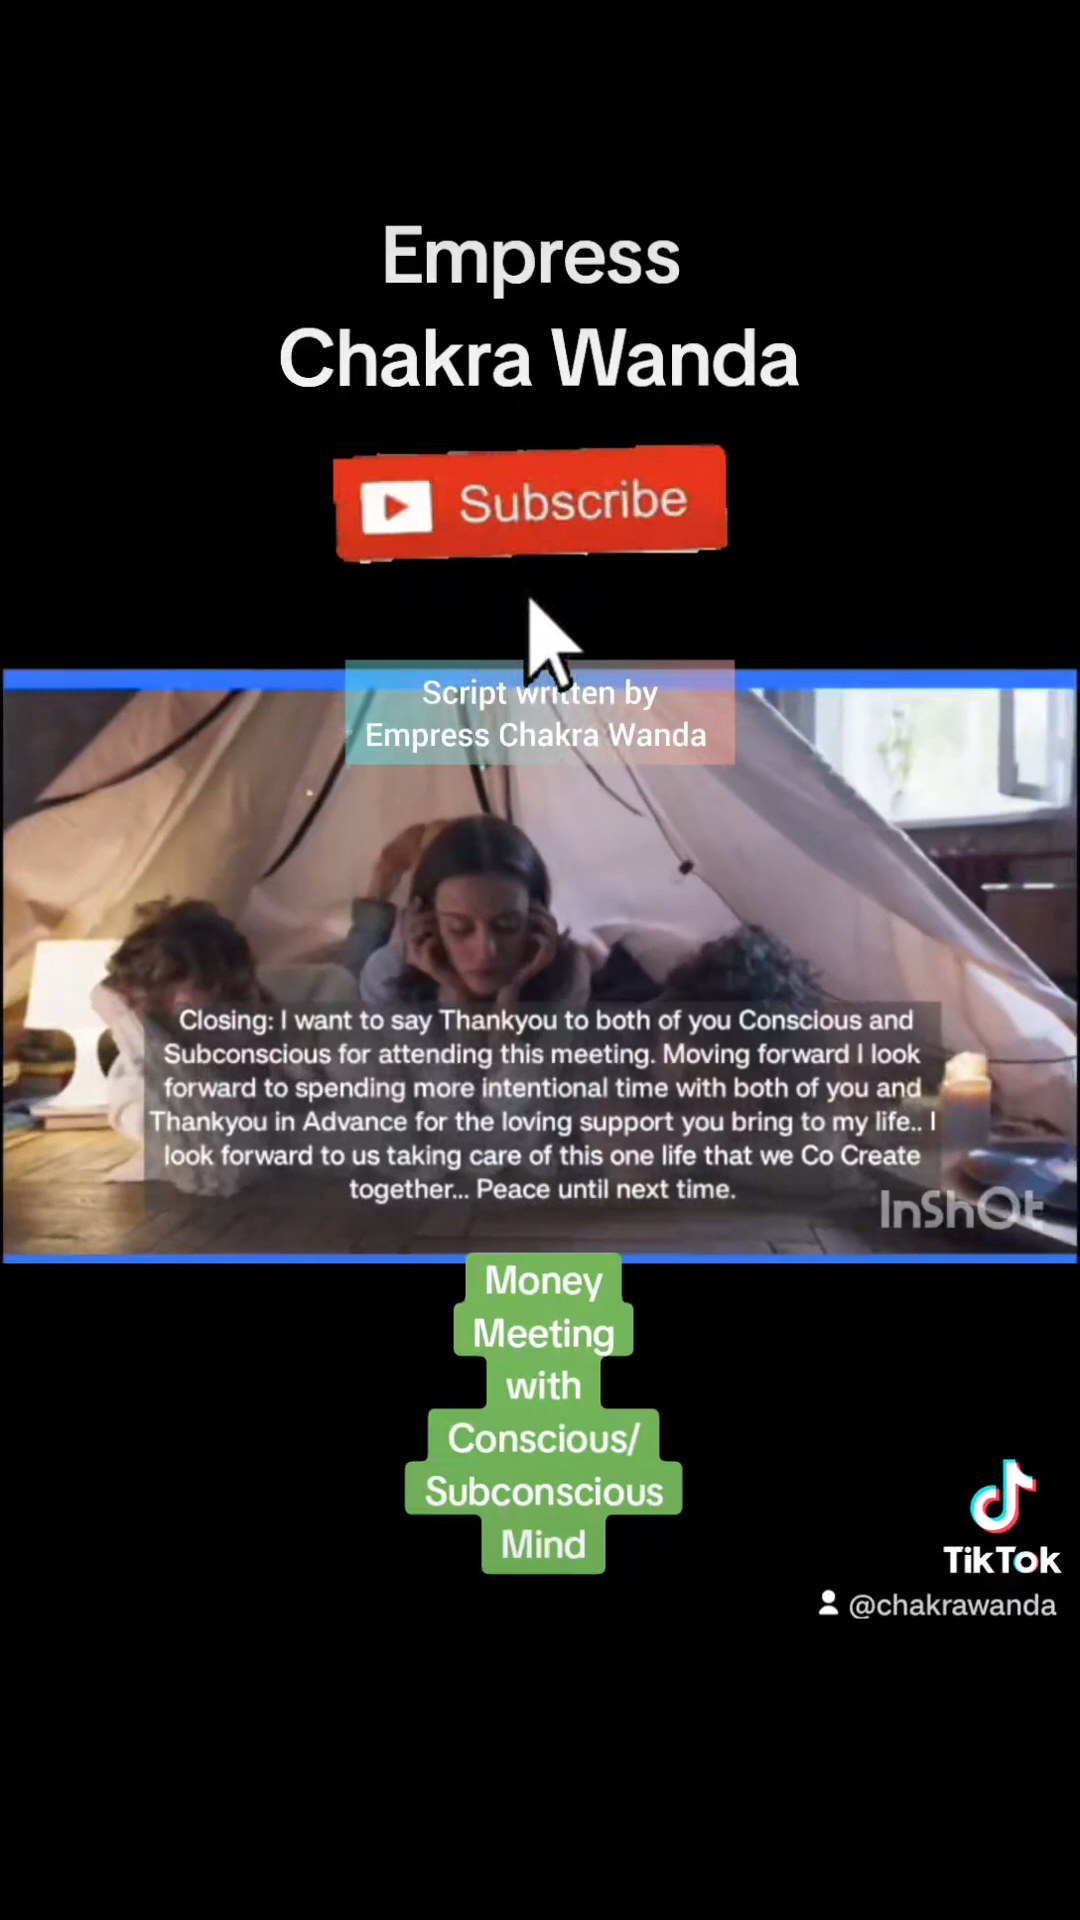 Empress
Chakra Wanda
Subscribe
Script written by
Empress Chakra Wanda
Closing: I want to say Thankyou to both of you Conscious and
Subconscious for attending this meeting. Moving forward I look
forward to spending more intentional time with both of you and
Thankyou in Advance for the loving support you bring to my life.. I
look forward to us taking care of this one life that we Co Create
together... Peace until next time.
InShOt
Money
Meeting
with
Conscious/
Subconscious
Mind
TikTok
@chakrawanda